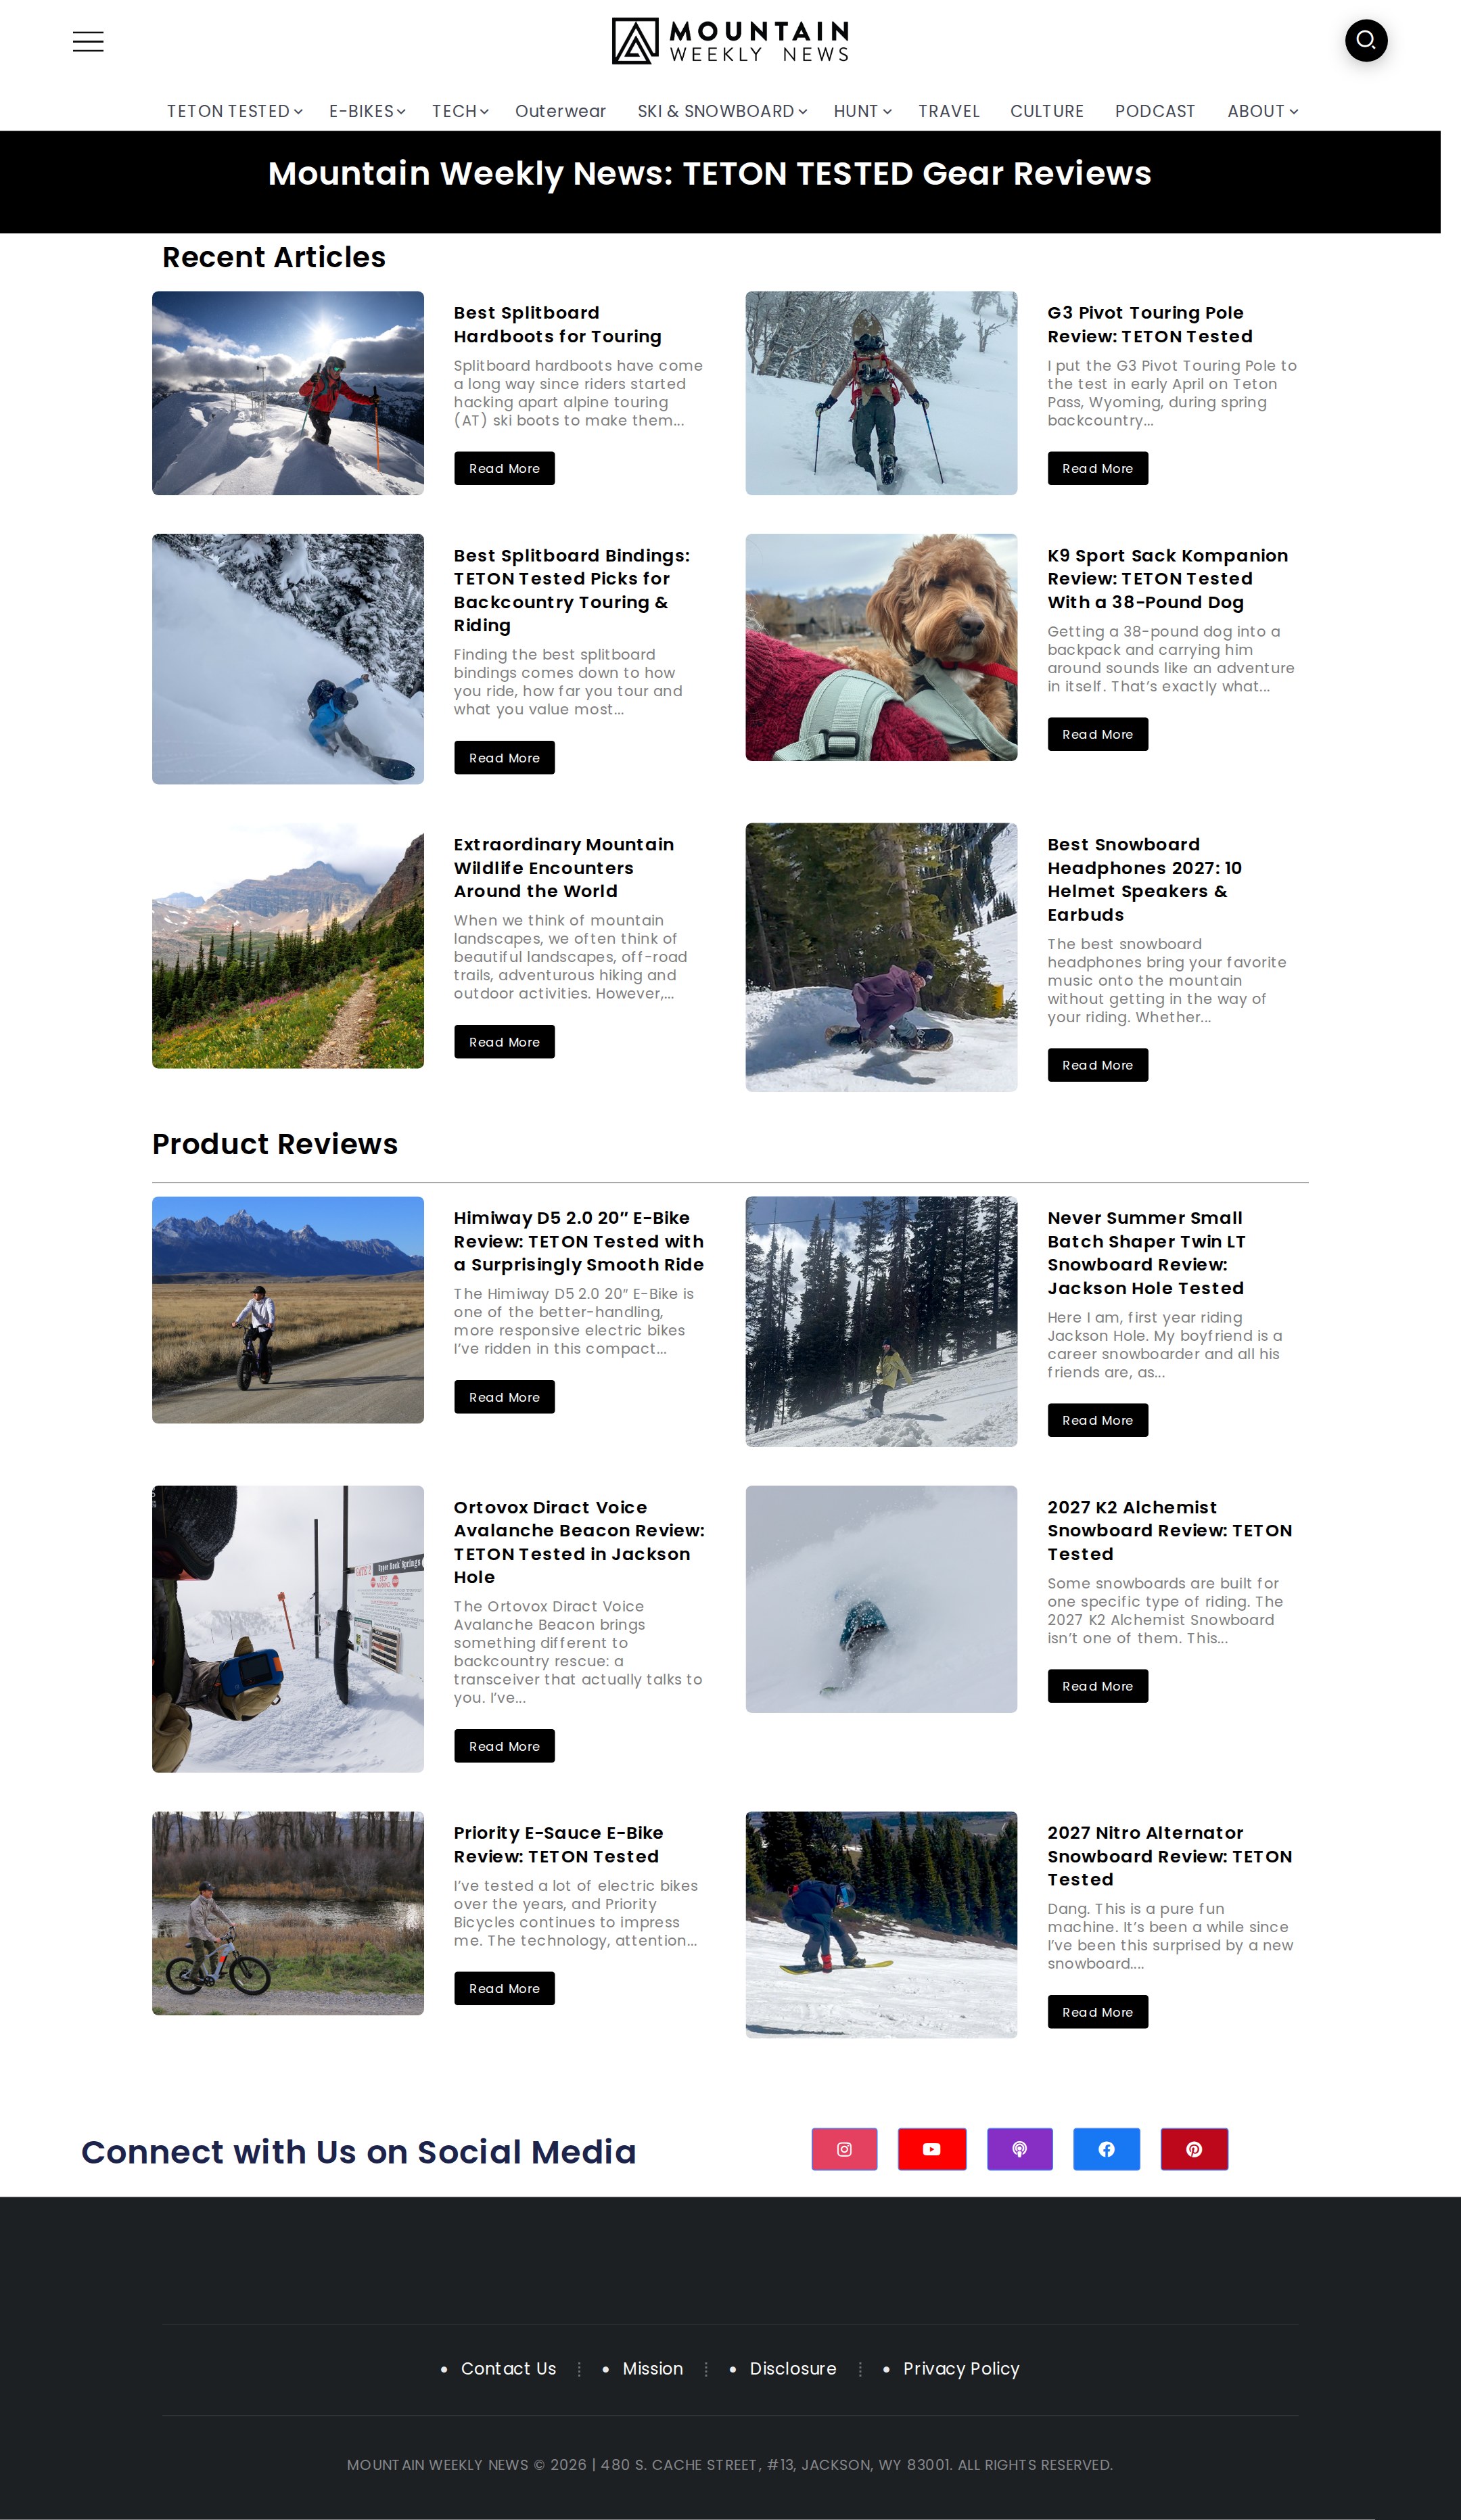 MOUNTAIN
WEEKLY NEWS
TETON TESTED E-BIKES TECH Outerwear SKI & SNOWBOARD HUNT TRAVEL CULTURE PODCAST ABOUT
Mountain Weekly News: TETON TESTED Gear Reviews
Recent Articles
Best Splitboard
Hardboots for Touring
Splitboard hardboots have come
a long way since riders started
hacking apart alpine touring
(AT) ski boots to make them...
Read More
G3 Pivot Touring Pole
Review: TETON Tested
I put the G3 Pivot Touring Pole to
the test in early April on Teton
Pass, Wyoming, during spring
backcountry...
Read More
Best Splitboard Bindings:
TETON Tested Picks for
Backcountry Touring &
Riding
Finding the best splitboard
bindings comes down to how
you ride, how far you tour and
what you value most...
Read More
K9 Sport Sack Kompanion
Review: TETON Tested
With a 38-Pound Dog
Getting a 38-pound dog into a
backpack and carrying him
around sounds like an adventure
in itself. That's exactly what...
Read More
Extraordinary Mountain
Wildlife Encounters
Around the World
When we think of mountain
landscapes, we often think of
beautiful landscapes, off-road
trails, adventurous hiking and
outdoor activities. However,...
Read More
Best Snowboard
Headphones 2027: 10
Helmet Speakers &
Earbuds
The best snowboard
headphones bring your favorite
music onto the mountain
without getting in the way of
your riding. Whether...
Read More
Product Reviews
Himiway D5 2.0 20″ E-Bike
Review: TETON Tested with
a Surprisingly Smooth Ride
The Himiway D5 2.0 20″ E-Bike is
one of the better-handling,
more responsive electric bikes
I've ridden in this compact...
Read More
Never Summer Small
Batch Shaper Twin LT
Snowboard Review:
Jackson Hole Tested
Here I am, first year riding
Jackson Hole. My boyfriend is a
career snowboarder and all his
friends are, as...
Read More
Upper Rock Springs
Ortovox Diract Voice
Avalanche Beacon Review:
TETON Tested in Jackson
Hole
The Ortovox Diract Voice
Avalanche Beacon brings
something different to
backcountry rescue: a
transceiver that actually talks to
you. I've...
Read More
2027 K2 Alchemist
Snowboard Review: TETON
Tested
Some snowboards are built for
one specific type of riding. The
2027 K2 Alchemist Snowboard
isn't one of them. This...
Read More
Priority E-Sauce E-Bike
Review: TETON Tested
I've tested a lot of electric bikes
over the years, and Priority
Bicycles continues to impress
me. The technology, attention...
Read More
2027 Nitro Alternator
Snowboard Review: TETON
Tested
Dang. This is a pure fun
machine. It's been a while since
I've been this surprised by a new
snowboard....
Read More
Connect with Us on Social Media
Contact Us Mission Disclosure Privacy Policy
MOUNTAIN WEEKLY NEWS © 2026 | 480 S. CACHE STREET, #13, JACKSON, WY 83001. ALL RIGHTS RESERVED.